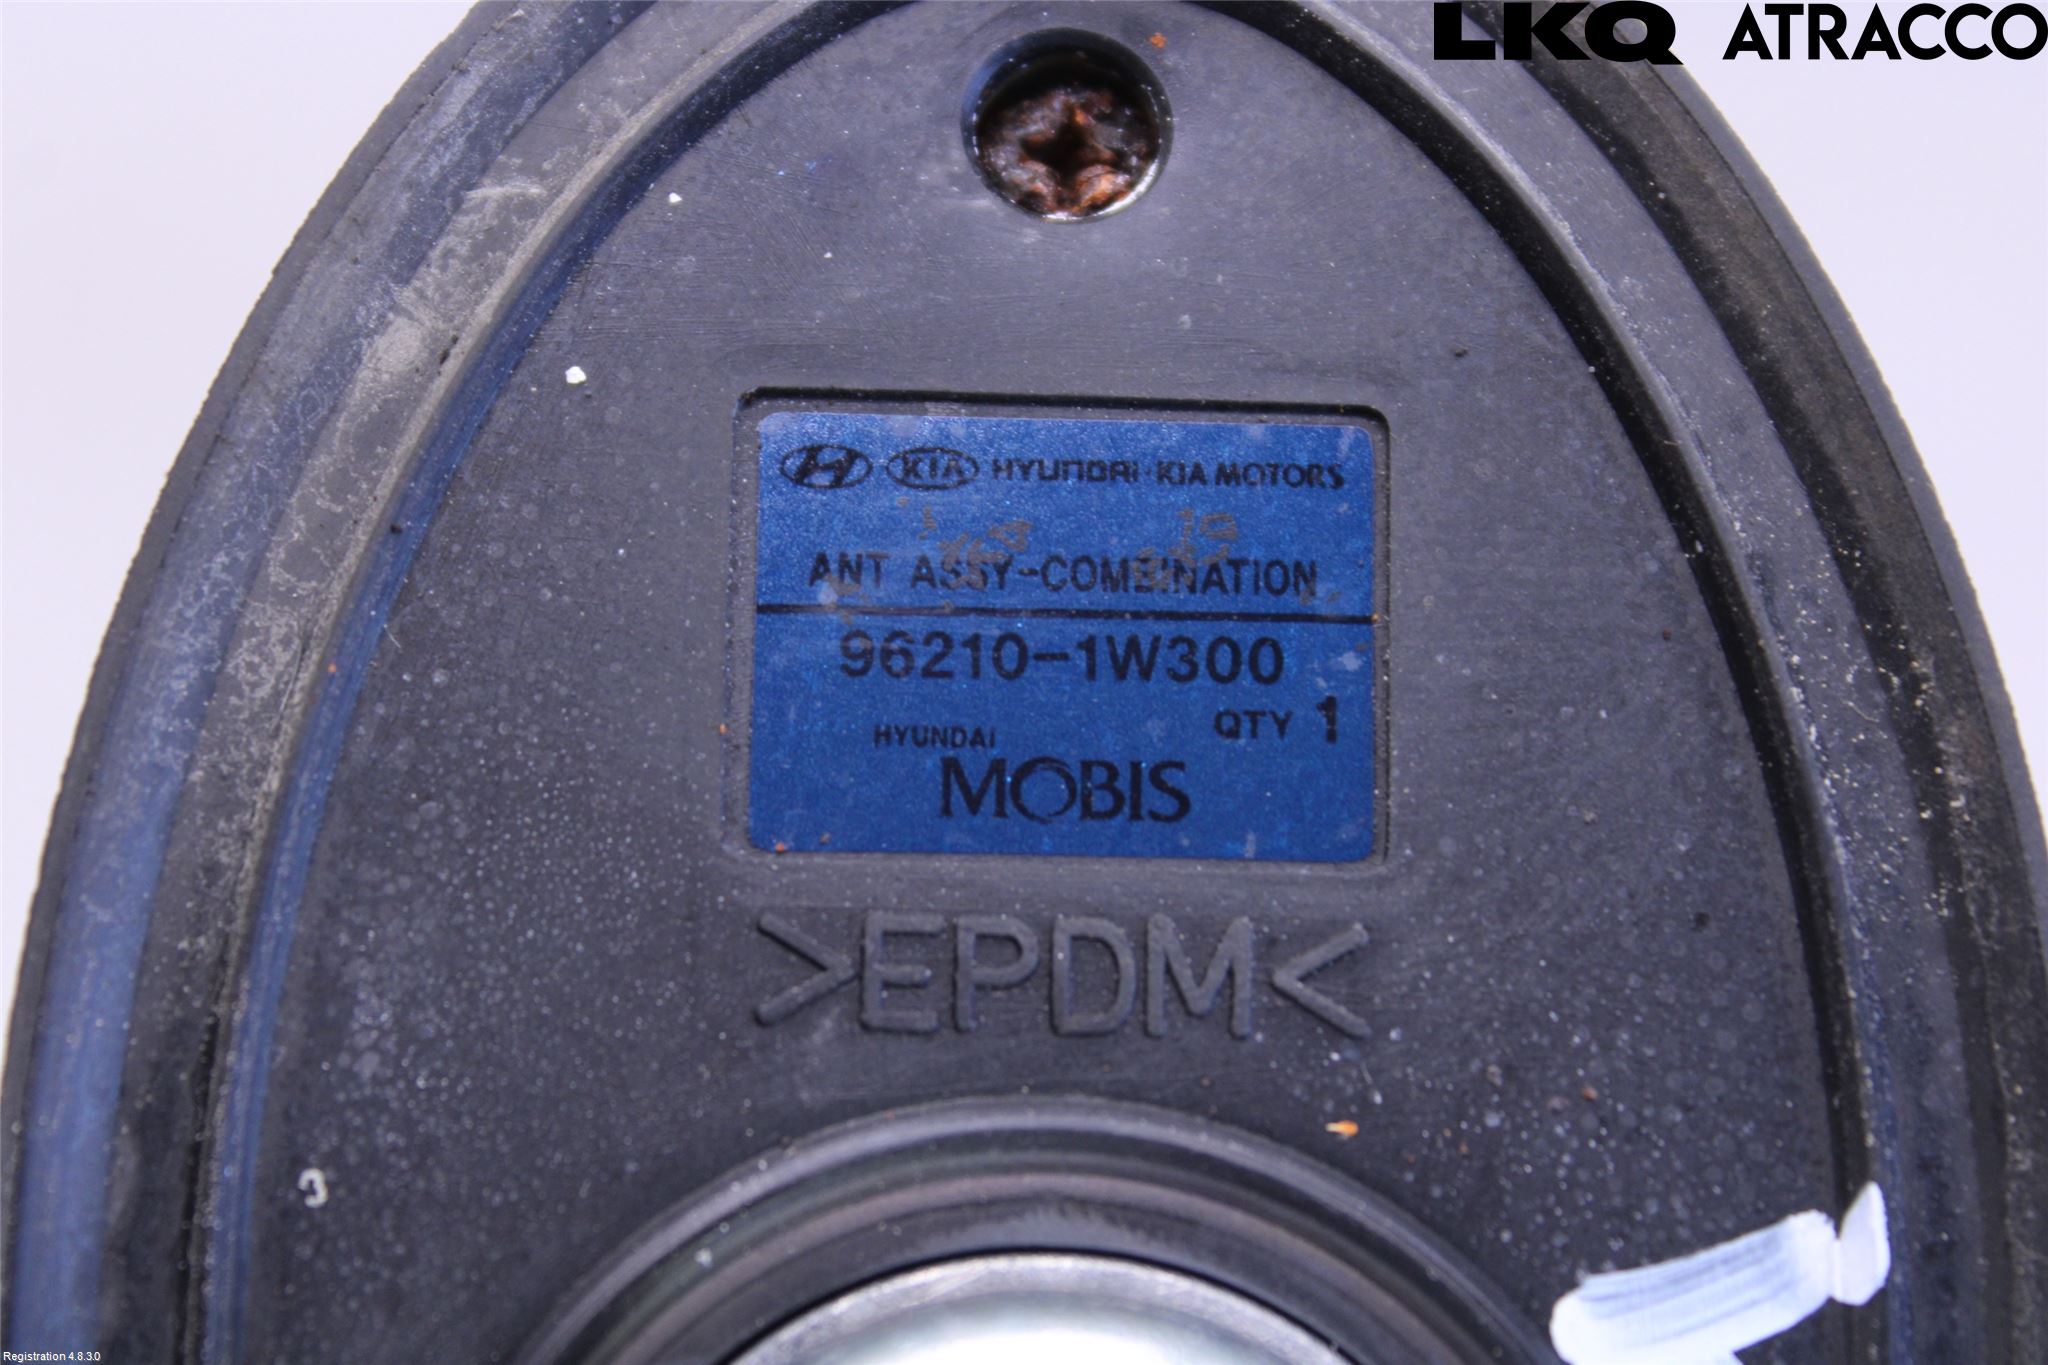 LKQ ATRACCO
KIA HYUNDAI · KIA MOTORS
ANT ASSY-COMBINATION
96210-1W300
QTY 1
HYUNDAI
MOBIS
>EPDM<
Registration 4.8.3.0